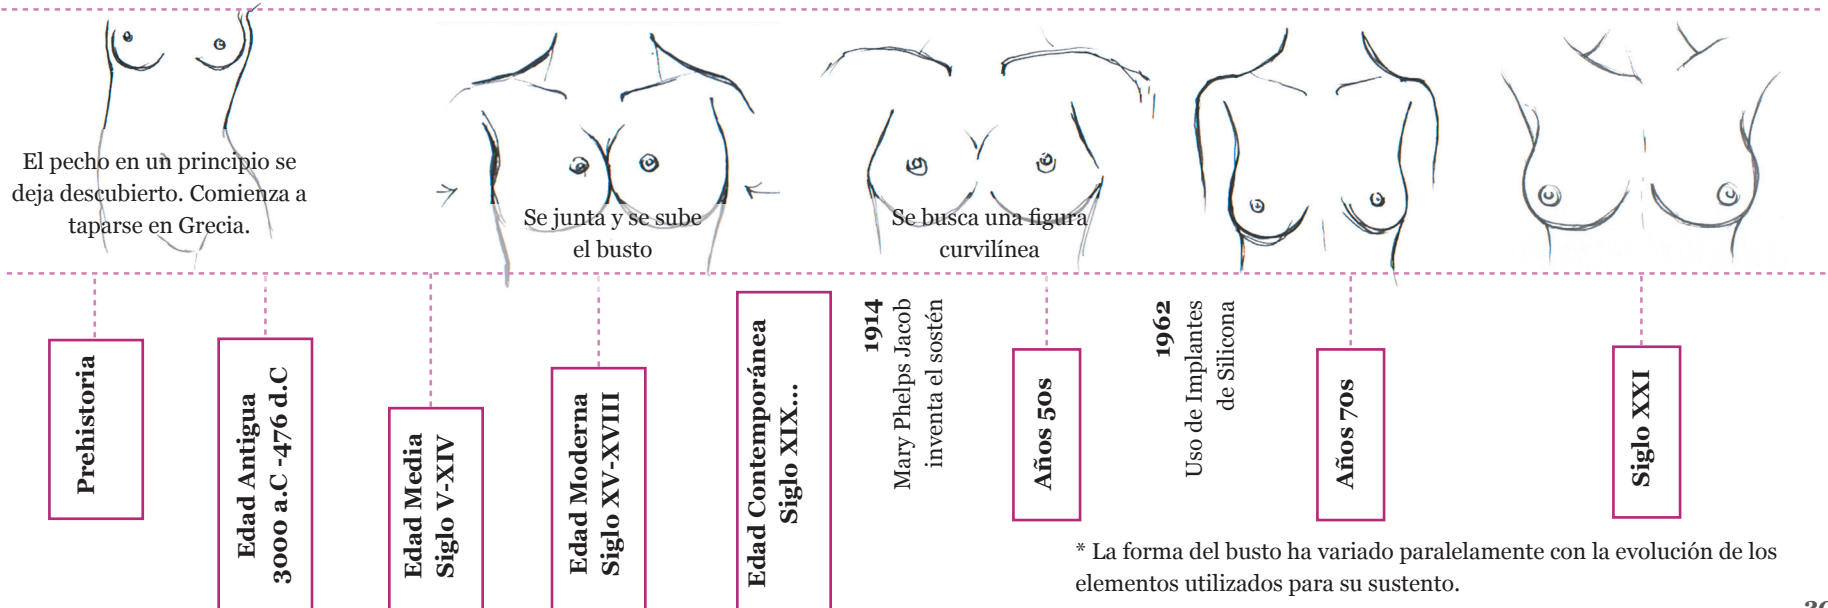 El pecho en un principio se
deja descubierto. Comienza a
taparse en Grecia.
Se junta y se sube
el busto
Se busca una figura
curvilínea
Prehistoria
Edad Antigua
3000 a.C -476 d.C
Edad Media
Siglo V-XIV
Edad Moderna
Siglo XV-XVIII
Edad Contemporánea
Siglo XIX...
1914
Mary Phelps Jacob
inventa el sostén
Años 50s
1962
Uso de Implantes
de Silicona
Años 70s
Siglo XXI
* La forma del busto ha variado paralelamente con la evolución de los
elementos utilizados para su sustento.